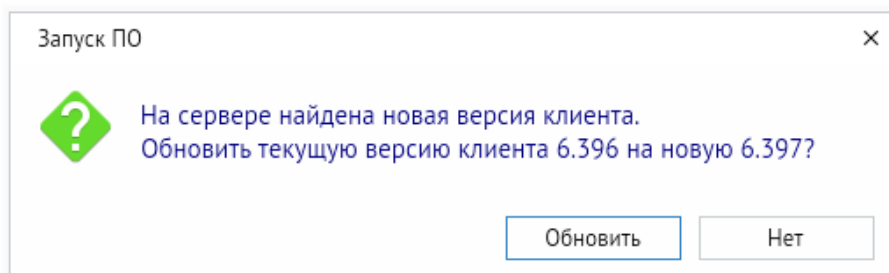 Запуск ПО
На сервере найдена новая версия клиента.
Обновить текущую версию клиента 6.396 на новую 6.397?
Обновить
Нет